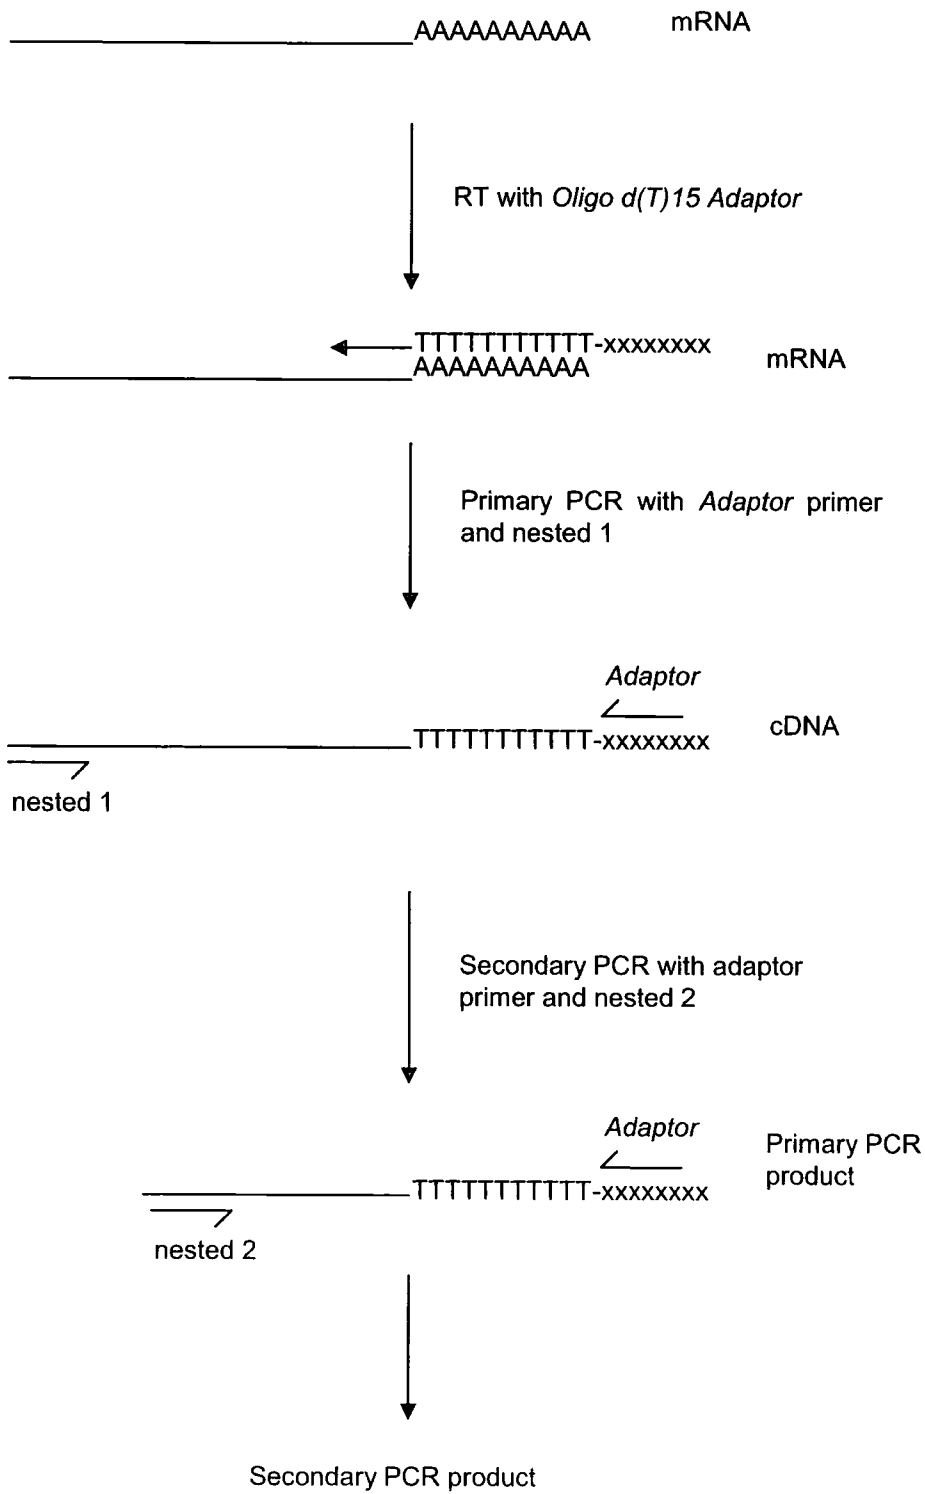 AAAAAAAAAA mRNA
RT with Oligo d(T)15 Adaptor
TTTTTTTTTTT-xxxxxxxx
AAAAAAAAAA mRNA
Primary PCR with Adaptor primer
and nested 1
Adaptor
TTTTTTTTTTT-xxxxxxxx cDNA
nested 1
Secondary PCR with adaptor
primer and nested 2
Adaptor
Primary PCR
product
TTTTTTTTTTT-xxxxxxxx
nested 2
Secondary PCR product